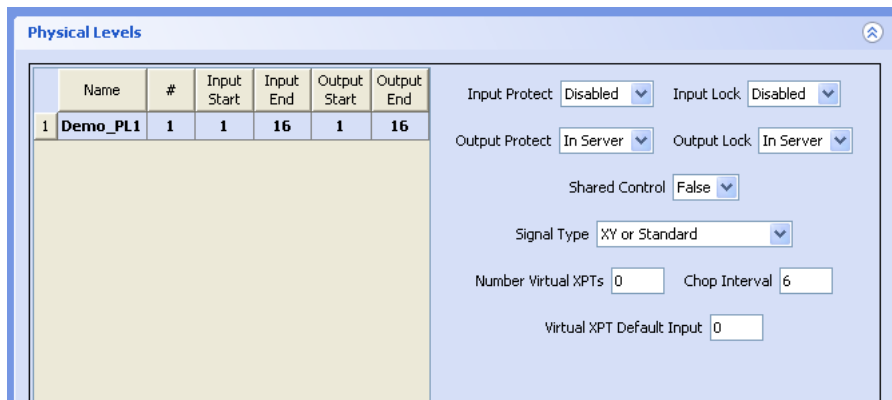 Physical Levels
Name # Input Start Input End Output Start Output End
1 Demo_PL1 1 1 16 1 16
Input Protect Disabled Input Lock Disabled
Output Protect In Server Output Lock In Server
Shared Control False
Signal Type XY or Standard
Number Virtual XPTs 0 Chop Interval 6
Virtual XPT Default Input 0